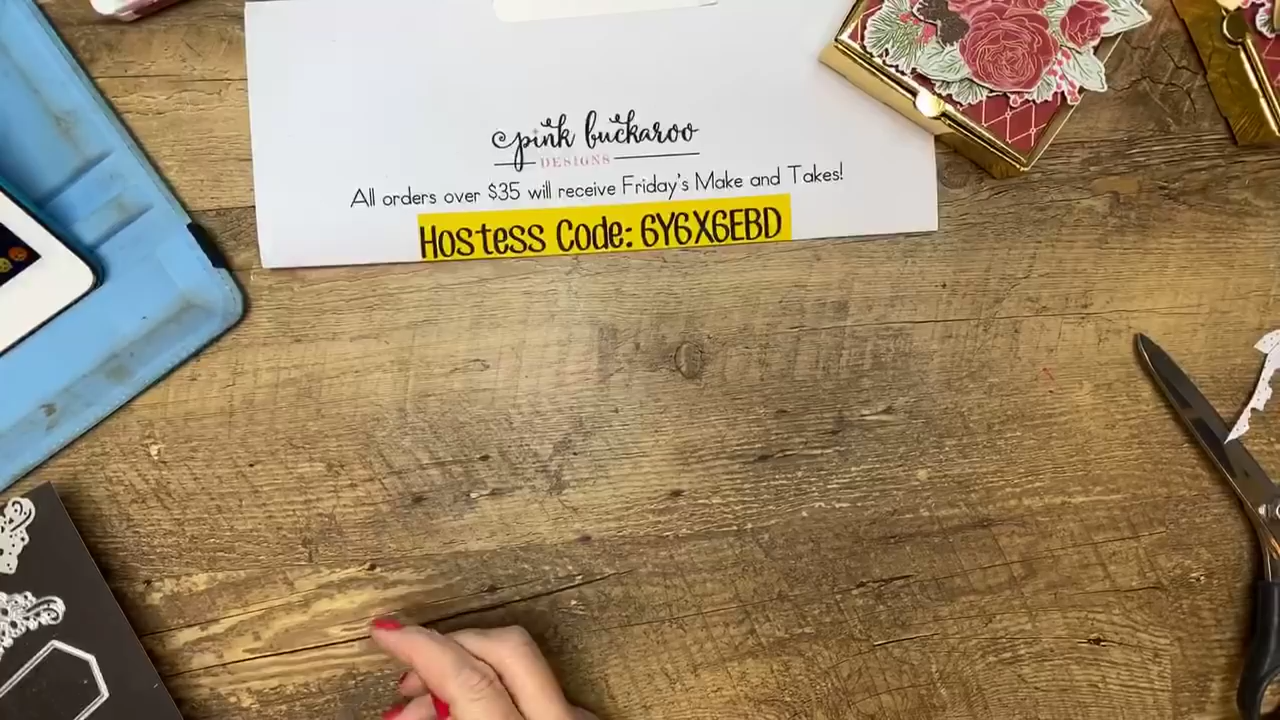 pink buckaroo
DESIGNS
All orders over $35 will receive Friday's Make and Takes!
Hostess Code: 6Y6X6EBD